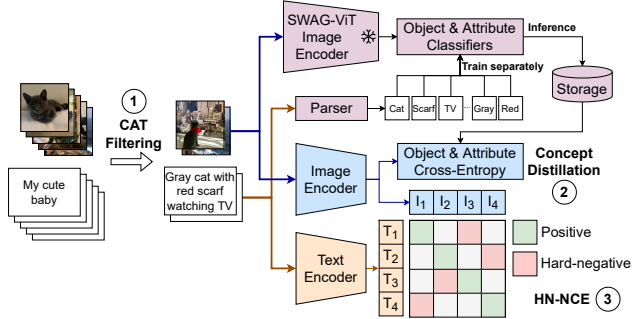 1
CAT
Filtering
My cute
baby
Gray cat with
red scarf
watching TV
SWAG-ViT
Image
Encoder
Object & Attribute
Classifiers
Inference
Train separately
Storage
Parser
Cat
Scarf
TV
...
Gray
Red
Image
Encoder
Object & Attribute
Cross-Entropy
Concept
Distillation
2
I1
I2
I3
I4
Text
Encoder
T1
T2
T3
T4
Positive
Hard-negative
HN-NCE
3